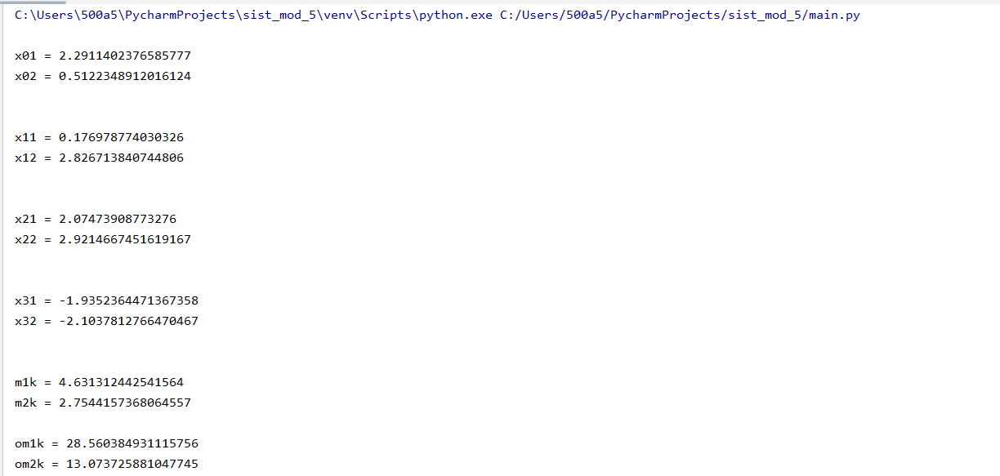 C:\Users\500a5\PycharmProjects\sist_mod_5\venv\Scripts\python.exe C:/Users/500a5/PycharmProjects/sist_mod_5/main.py
x01 = 2.2911402376585777
x02 = 0.5122348912016124
x11 = 0.176978774030326
x12 = 2.826713840744806
x21 = 2.07473908773276
x22 = 2.9214667451619167
x31 = -1.9352364471367358
x32 = -2.1037812766470467
m1k = 4.631312442541564
m2k = 2.7544157368064557
om1k = 28.560384931115756
om2k = 13.073725881047745